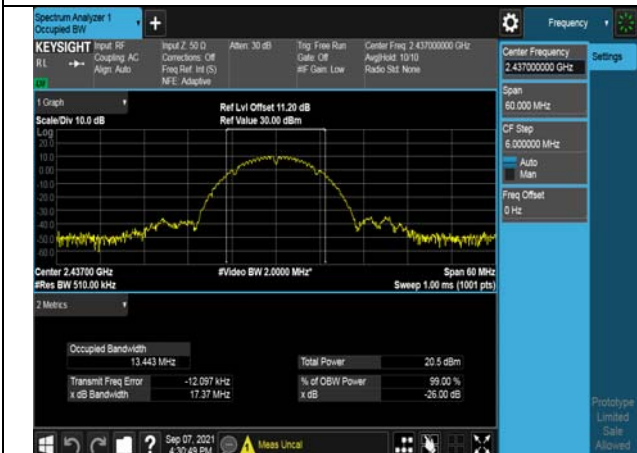 Spectrum Analyzer 1
Occupied BW
Frequency
KEYSIGHT
RL
Input: RF
Coupling: AC
Align: Auto
Input Z: 50 Ω
Corrections: Off
Freq Ref: Int (S)
NFE: Adaptive
Atten: 30 dB
Trig: Free Run
Gate: Off
#IF Gain: Low
Center Freq: 2.437000000 GHz
Avg|Hold: 10/10
Radio Std: None
Center Frequency
2.437000000 GHz
Settings
Span
60.000 MHz
CF Step
6.000000 MHz
Auto
Man
Freq Offset
0 Hz
1 Graph
Scale/Div 10.0 dB
Ref Lvl Offset 11.20 dB
Ref Value 30.00 dBm
Log
20.0
10.0
0.00
-10.0
-20.0
-30.0
-40.0
-50.0
-60.0
Center 2.43700 GHz
#Video BW 2.0000 MHz*
Span 60 MHz
#Res BW 510.00 kHz
Sweep 1.00 ms (1001 pts)
2 Metrics
Occupied Bandwidth
13.443 MHz
Total Power
20.5 dBm
Transmit Freq Error
-12.097 kHz
% of OBW Power
99.00 %
x dB Bandwidth
17.37 MHz
x dB
-26.00 dB
Sep 07, 2021
4:30:49 PM
Meas Uncal
Prototype
Limited
Sale
Allowed